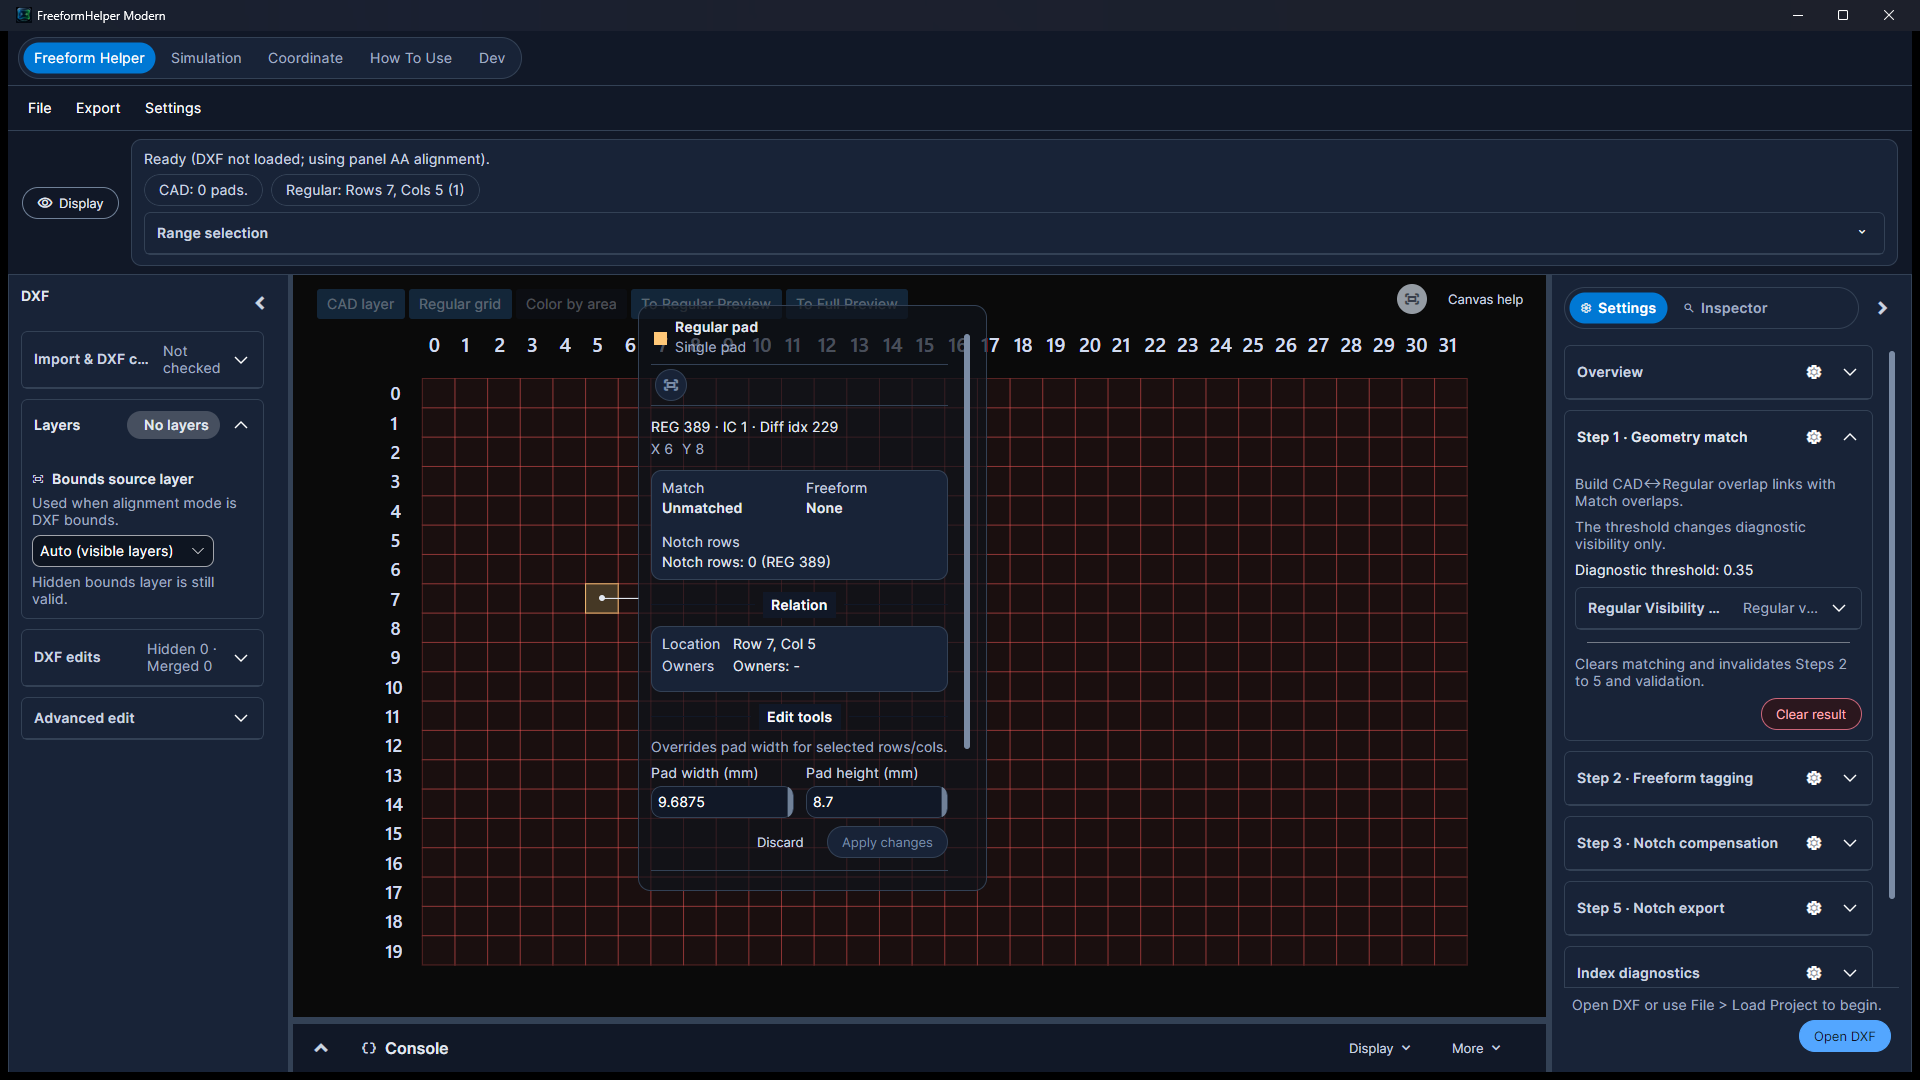 FreeformHelper Modern
Freeform Helper Simulation Coordinate How To Use Dev
File Export Settings
Display
Ready (DXF not loaded; using panel AA alignment).
CAD: 0 pads. Regular: Rows 7, Cols 5 (1)
Range selection
DXF
Import & DXF c... Not checked
Layers No layers
Bounds source layer
Used when alignment mode is
DXF bounds.
Auto (visible layers)
Hidden bounds layer is still
valid.
DXF edits Hidden 0 · Merged 0
Advanced edit
CAD layer Regular grid Color by area To Regular Preview To Full Preview
Canvas help
0 1 2 3 4 5 6 7 8 9 10 11 12 13 14 15 16 17 18 19 20 21 22 23 24 25 26 27 28 29 30 31
0
1
2
3
4
5
6
7
8
9
10
11
12
13
14
15
16
17
18
19
Regular pad
Single pad
REG 389 · IC 1 · Diff idx 229
X 6 Y 8
Match Freeform
Unmatched None
Notch rows
Notch rows: 0 (REG 389)
Relation
Location Row 7, Col 5
Owners Owners: -
Edit tools
Overrides pad width for selected rows/cols.
Pad width (mm) Pad height (mm)
9.6875 8.7
Discard Apply changes
Console Display More
Settings Inspector
Overview
Step 1 · Geometry match
Build CAD↔Regular overlap links with
Match overlaps.
The threshold changes diagnostic
visibility only.
Diagnostic threshold: 0.35
Regular Visibility ... Regular v...
Clears matching and invalidates Steps 2
to 5 and validation.
Clear result
Step 2 · Freeform tagging
Step 3 · Notch compensation
Step 5 · Notch export
Index diagnostics
Open DXF or use File > Load Project to begin.
Open DXF